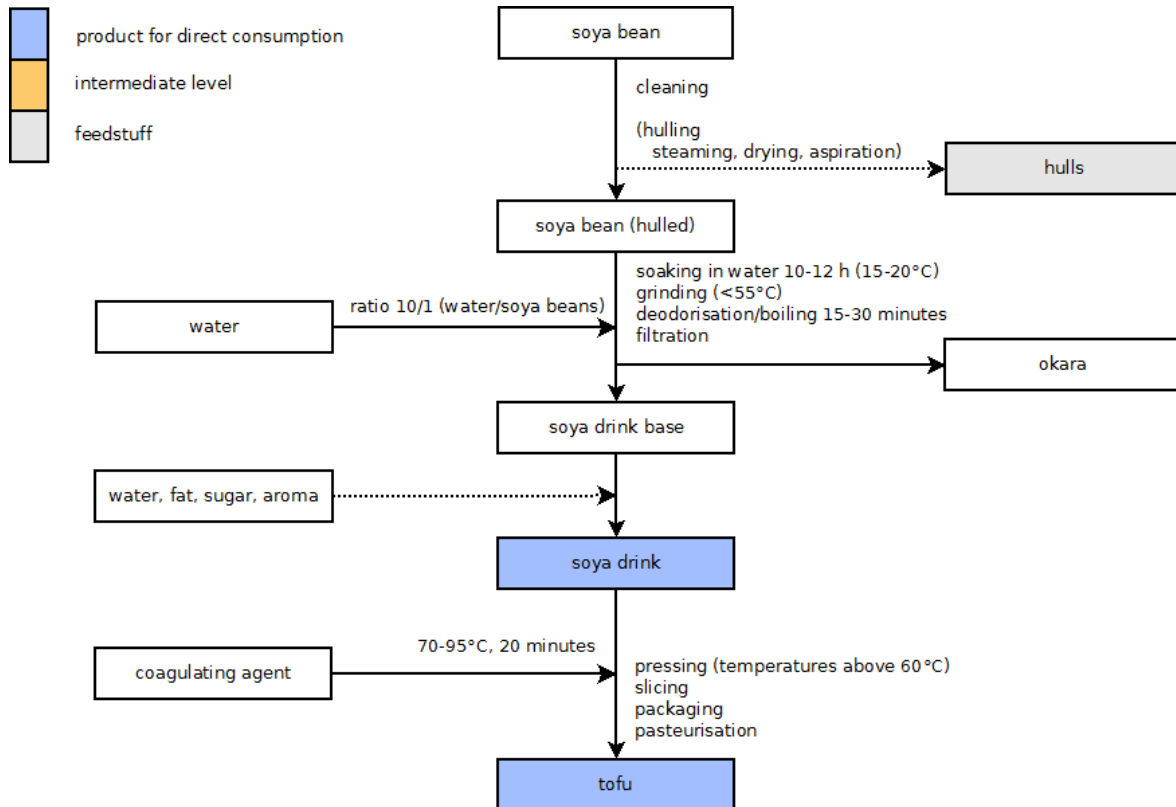 product for direct consumption
intermediate level
feedstuff
soya bean
cleaning
(hulling
steaming, drying, aspiration)
hulls
soya bean (hulled)
soaking in water 10-12 h (15-20°C)
grinding (<55°C)
deodorisation/boiling 15-30 minutes
filtration
ratio 10/1 (water/soya beans)
water
okara
soya drink base
water, fat, sugar, aroma
soya drink
70-95°C, 20 minutes
coagulating agent
pressing (temperatures above 60°C)
slicing
packaging
pasteurisation
tofu